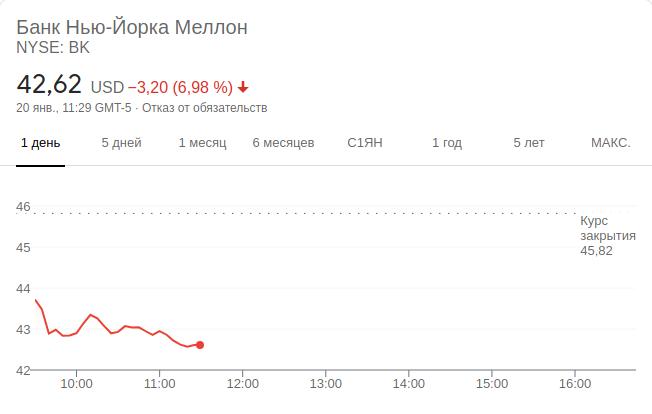 Банк Нью-Йорка Меллон
NYSE: BK
42,62 USD −3,20 (6,98 %)
20 янв., 11:29 GMT-5 · Отказ от обязательств
1 день 5 дней 1 месяц 6 месяцев С1ЯН 1 год 5 лет МАКС.
46
Курс
закрытия
45,82
45
44
43
42
10:00 11:00 12:00 13:00 14:00 15:00 16:00